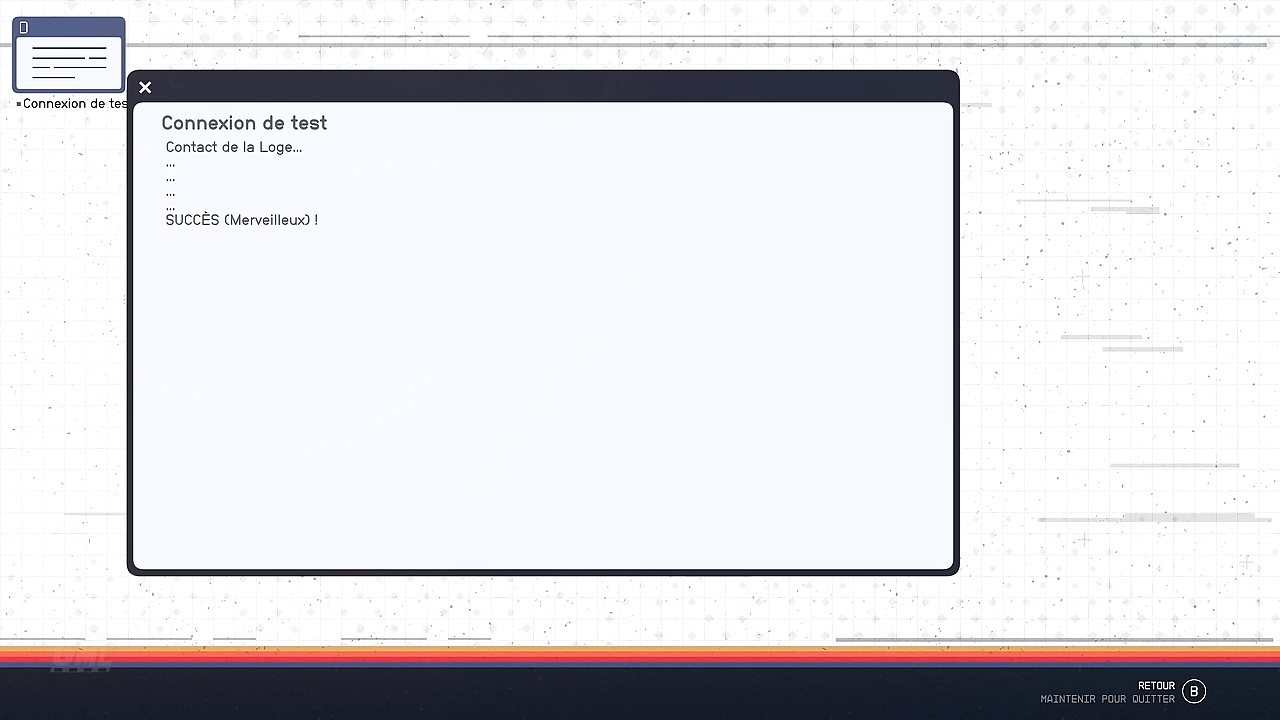 Connexion de tes
Connexion de test
Contact de la Loge...
...
...
...
...
SUCCÈS (Merveilleux) !
RETOUR
MAINTENIR POUR QUITTER
B